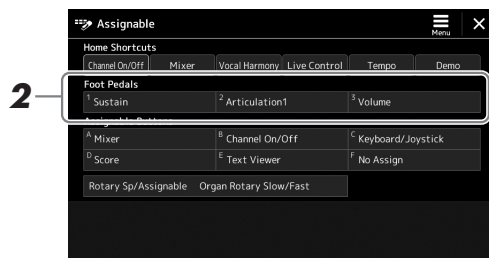 Assignable
Menu
Home Shortcuts
Channel On/Off Mixer Vocal Harmony Live Control Tempo Demo
Foot Pedals
2
1 Sustain 2 Articulation1 3 Volume
Assignable Buttons
A Mixer B Channel On/Off C Keyboard/Joystick
D Score E Text Viewer F No Assign
Rotary Sp/Assignable Organ Rotary Slow/Fast